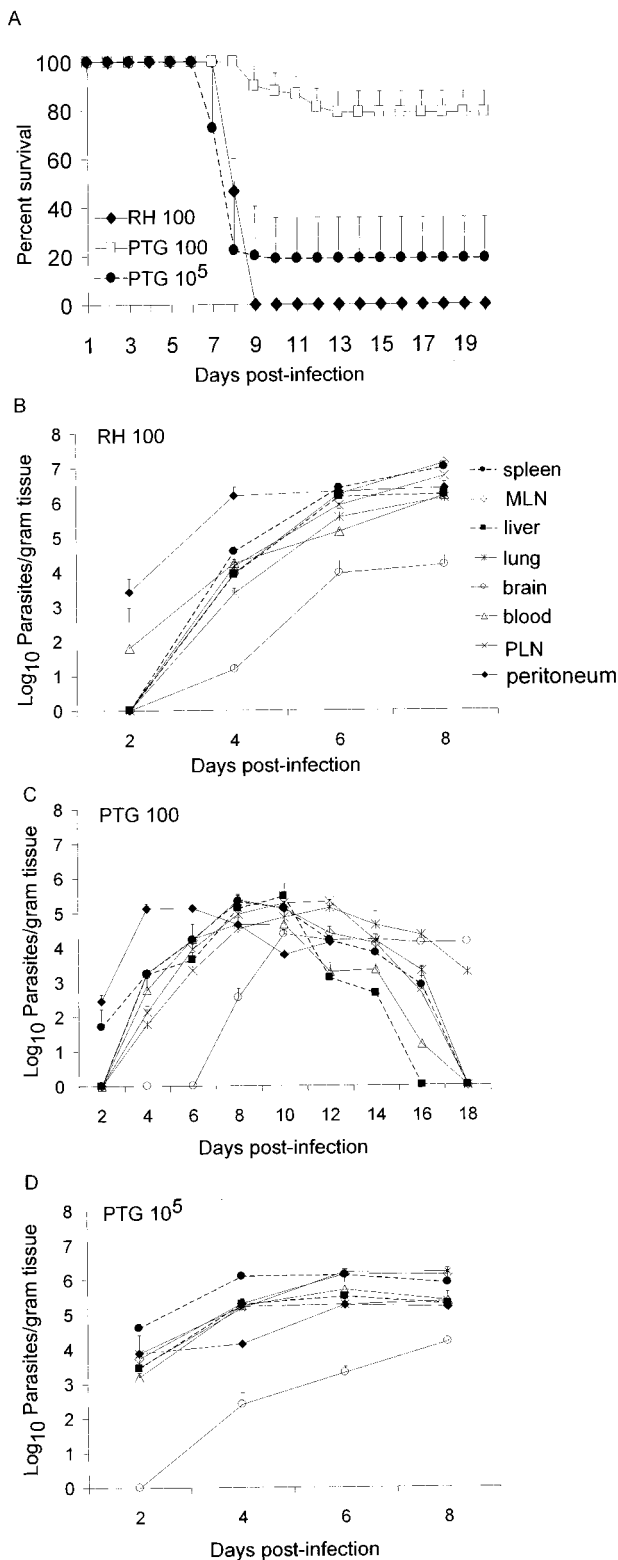 A
100
80
60
40
20
0
Percent survival
RH 100
PTG 100
PTG 10⁵
1 3 5 7 9 11 13 15 17 19
Days post-infection
B
RH 100
8
7
6
5
4
3
2
1
0
Log₁₀ Parasites/gram tissue
2 4 6 8
Days post-infection
spleen
MLN
liver
lung
brain
blood
PLN
peritoneum
C
PTG 100
8
7
6
5
4
3
2
1
0
Log₁₀ Parasites/gram tissue
2 4 6 8 10 12 14 16 18
Days post-infection
D
PTG 10⁵
8
7
6
5
4
3
2
1
0
Log₁₀ Parasites/gram tissue
2 4 6 8
Days post-infection